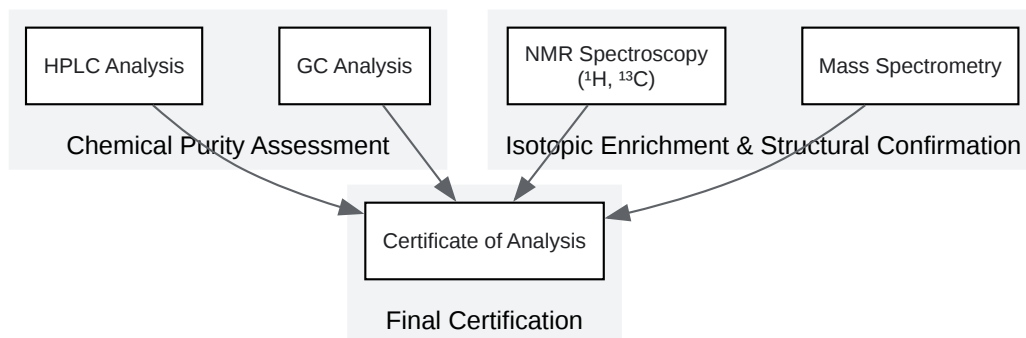 HPLC Analysis
GC Analysis
NMR Spectroscopy
(¹H, ¹³C)
Mass Spectrometry
Chemical Purity Assessment
Isotopic Enrichment & Structural Confirmation
Certificate of Analysis
Final Certification